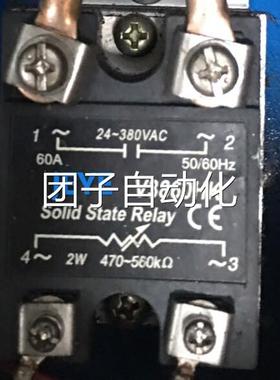 1 ~ 24~380VAC ~ 2
60A 50/60Hz
团子自动化
Solid State Relay CE
4~ 2W 470~560kΩ ~3